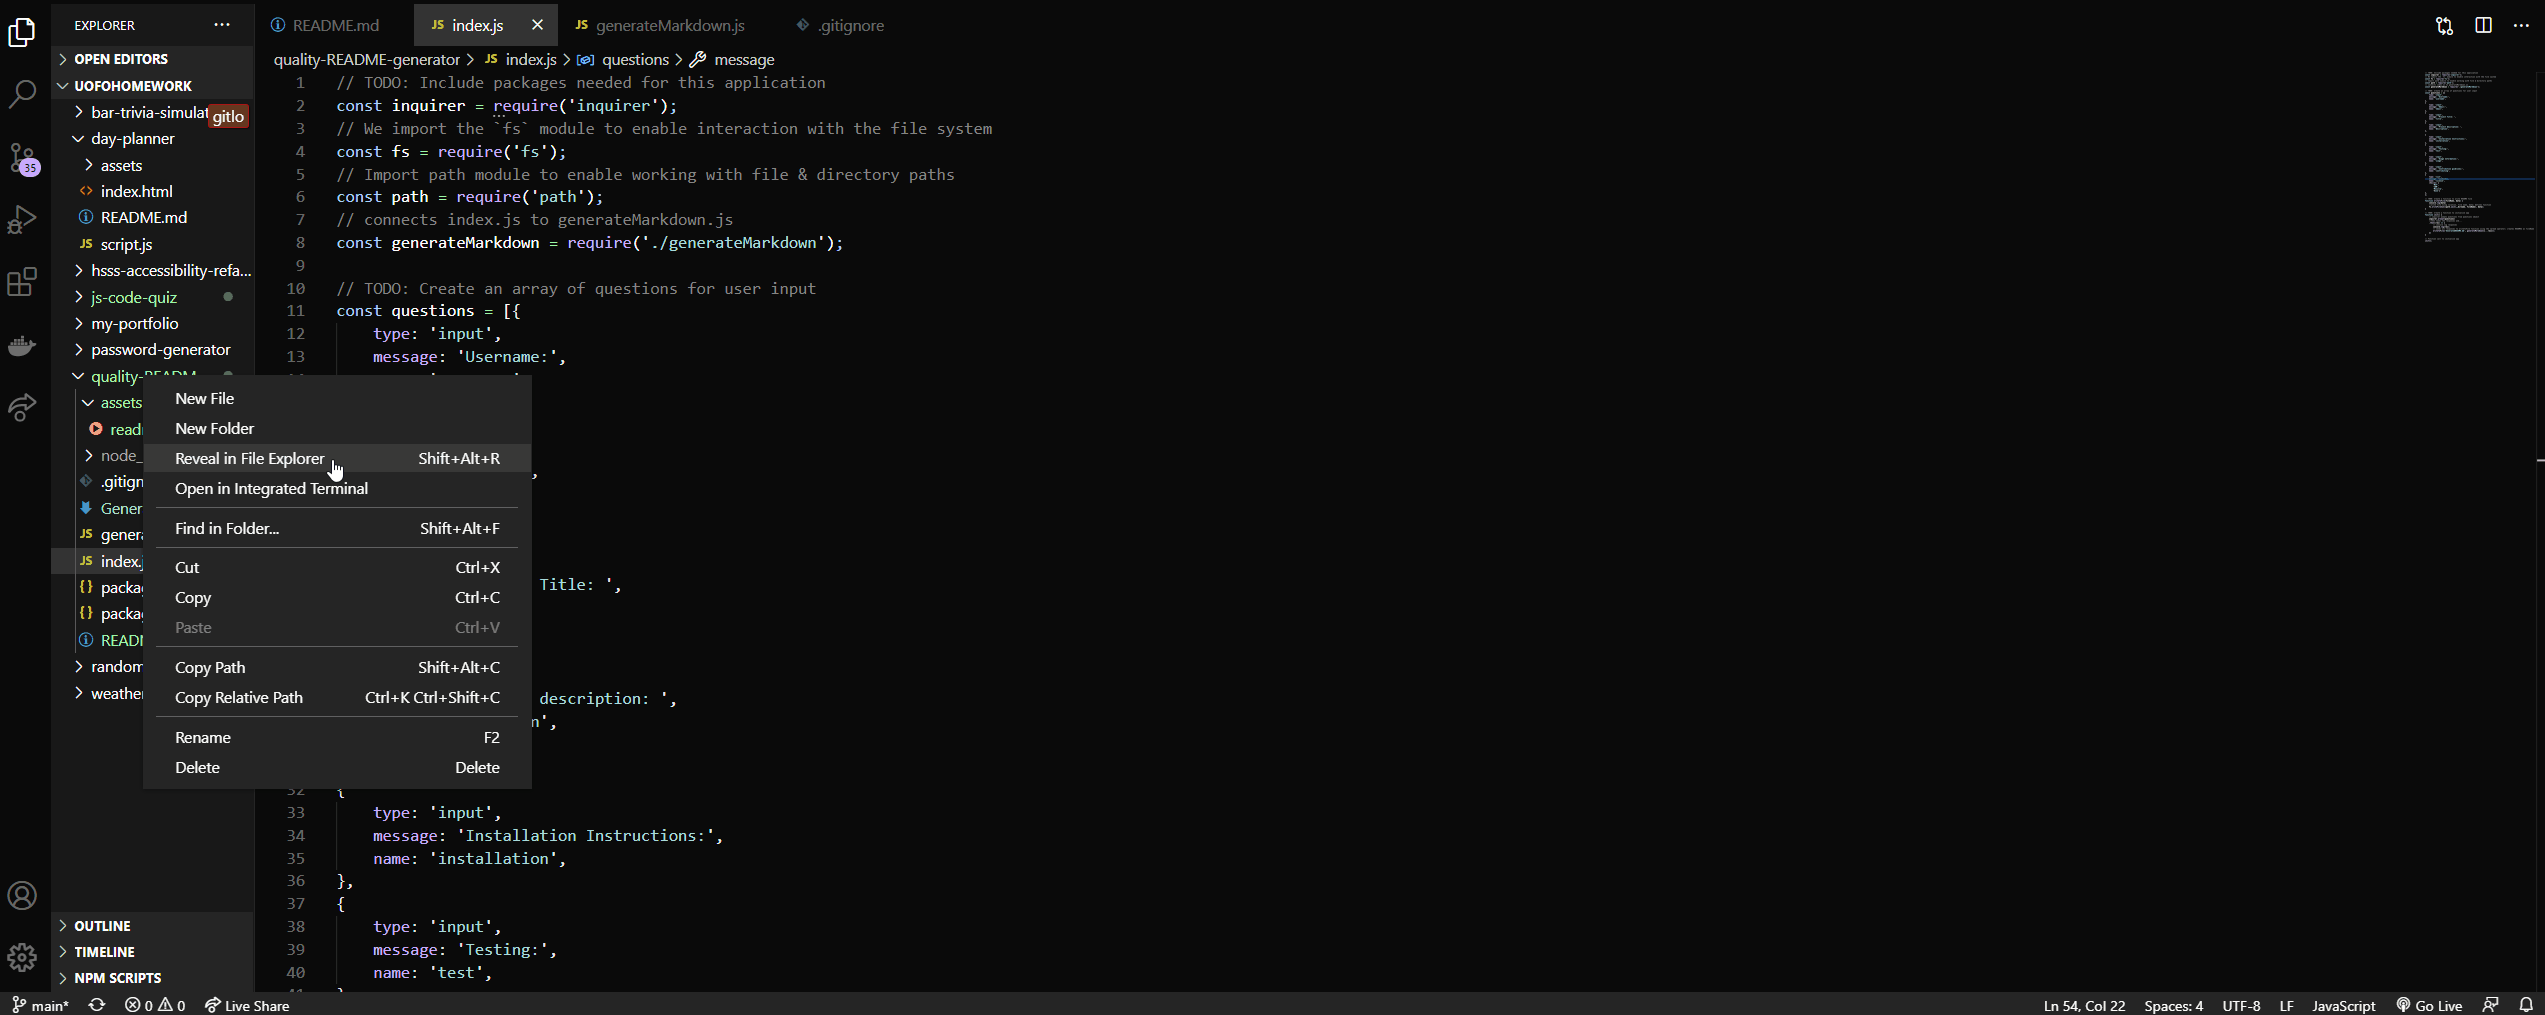 EXPLORER
OPEN EDITORS
UOFOHOMEWORK
bar-trivia-simulat
gitlo
day-planner
assets
index.html
README.md
script.js
hsss-accessibility-refa...
js-code-quiz
my-portfolio
password-generator
quality-READM
assets
read
node_
.gitign
Gener
genera
index.j
packa
packa
READ
random
weather
OUTLINE
TIMELINE
NPM SCRIPTS
35
New File
New Folder
Reveal in File Explorer Shift+Alt+R
Open in Integrated Terminal
Find in Folder... Shift+Alt+F
Cut Ctrl+X
Copy Ctrl+C
Paste Ctrl+V
Copy Path Shift+Alt+C
Copy Relative Path Ctrl+K Ctrl+Shift+C
Rename F2
Delete Delete
README.md JS index.js JS generateMarkdown.js .gitignore
quality-README-generator > JS index.js > questions > message
1 // TODO: Include packages needed for this application
2 const inquirer = require('inquirer');
3 // We import the `fs` module to enable interaction with the file system
4 const fs = require('fs');
5 // Import path module to enable working with file & directory paths
6 const path = require('path');
7 // connects index.js to generateMarkdown.js
8 const generateMarkdown = require('./generateMarkdown');
9
10 // TODO: Create an array of questions for user input
11 const questions = [{
12 type: 'input',
13 message: 'Username:',
,
Title: ',
description: ',
n',
32 {
33 type: 'input',
34 message: 'Installation Instructions:',
35 name: 'installation',
36 },
37 {
38 type: 'input',
39 message: 'Testing:',
40 name: 'test',
main* 0 0 Live Share Ln 54, Col 22 Spaces: 4 UTF-8 LF JavaScript Go Live